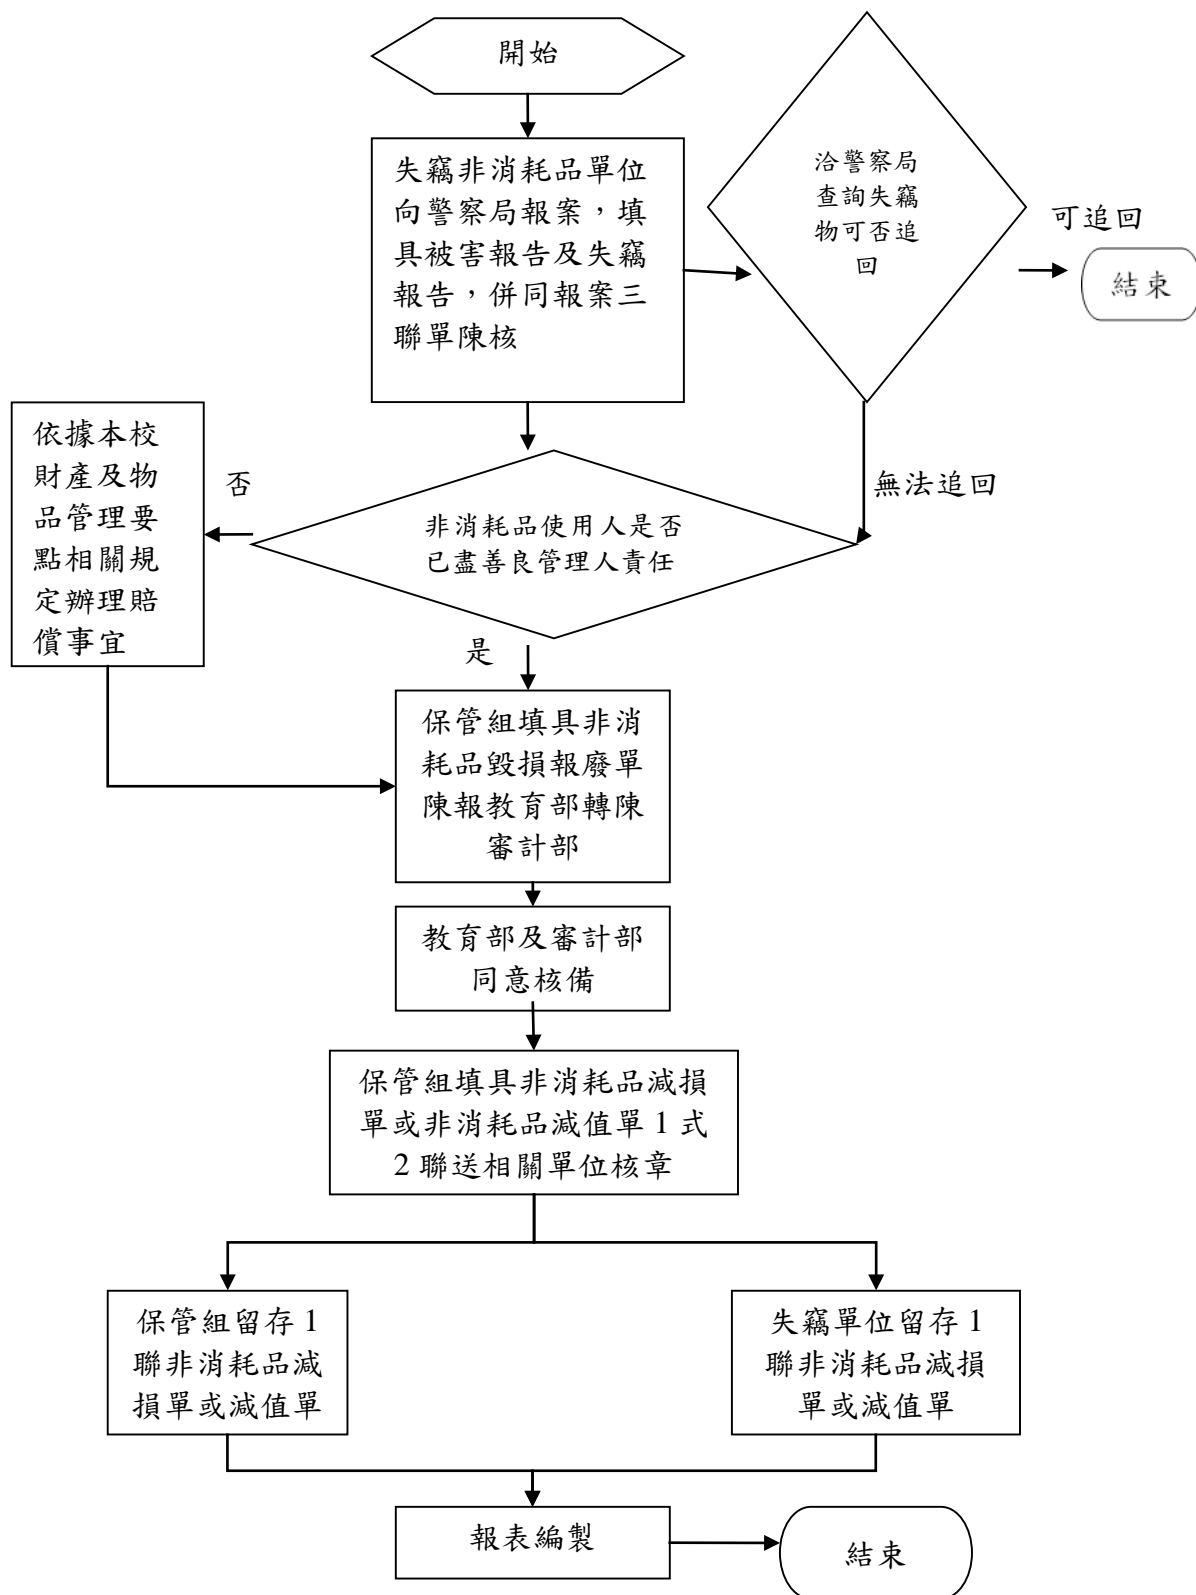 開始
失竊非消耗品單位
向警察局報案，填
具被害報告及失竊
報告，併同報案三
聯單陳核
洽警察局
查詢失竊
物可否追
回
可追回
結束
無法追回
非消耗品使用人是否
已盡善良管理人責任
否
依據本校
財產及物
品管理要
點相關規
定辦理賠
償事宜
是
保管組填具非消
耗品毀損報廢單
陳報教育部轉陳
審計部
教育部及審計部
同意核備
保管組填具非消耗品減損
單或非消耗品減值單 1 式
2 聯送相關單位核章
保管組留存 1
聯非消耗品減
損單或減值單
失竊單位留存 1
聯非消耗品減損
單或減值單
報表編製
結束